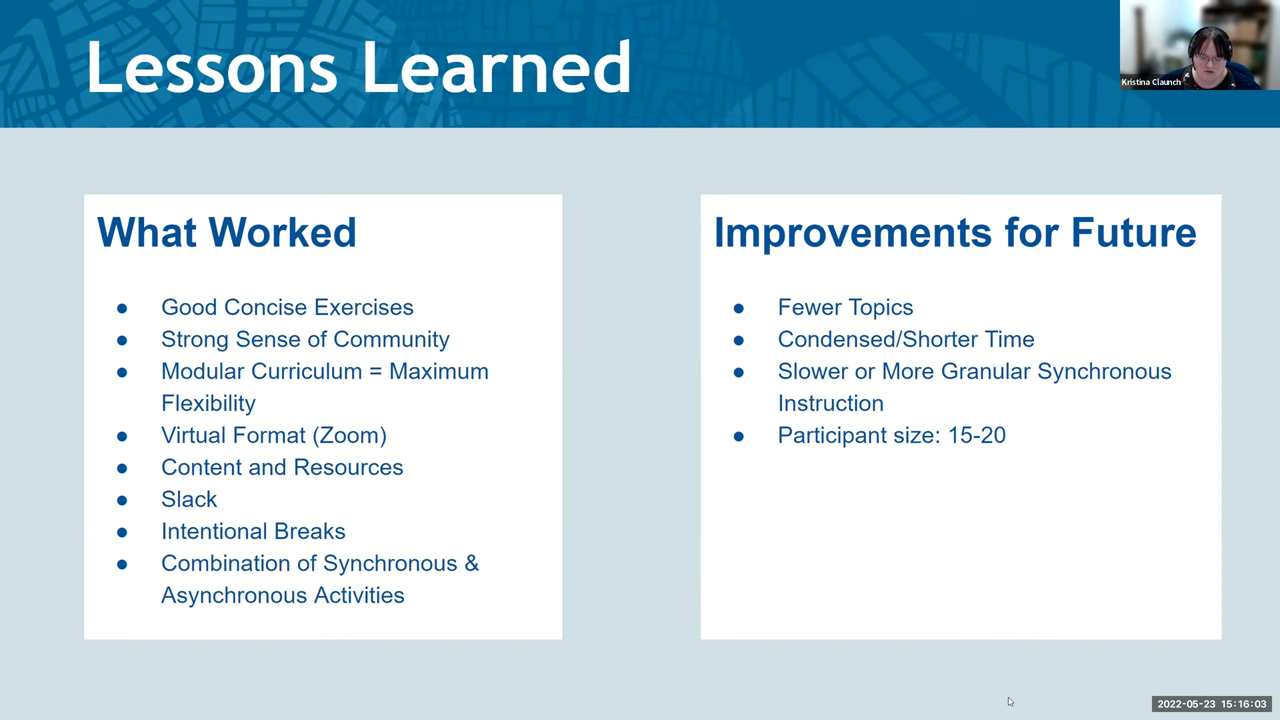 Lessons Learned
Kristina Claunch
What Worked
● Good Concise Exercises
● Strong Sense of Community
● Modular Curriculum = Maximum
Flexibility
● Virtual Format (Zoom)
● Content and Resources
● Slack
● Intentional Breaks
● Combination of Synchronous &
Asynchronous Activities
Improvements for Future
● Fewer Topics
● Condensed/Shorter Time
● Slower or More Granular Synchronous
Instruction
● Participant size: 15-20
2022-05-23 15:16:03